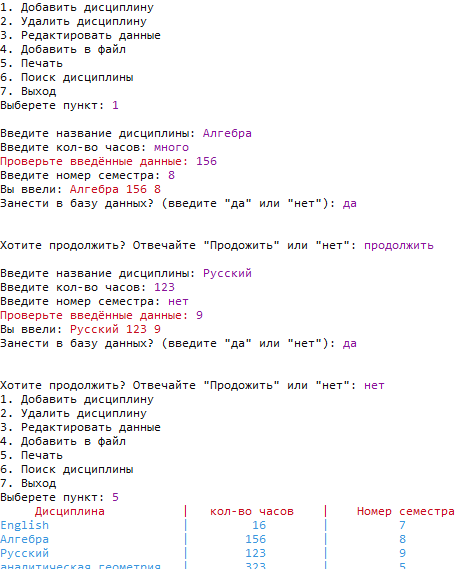 1. Добавить дисциплину
2. Удалить дисциплину
3. Редактировать данные
4. Добавить в файл
5. Печать
6. Поиск дисциплины
7. Выход
Выберете пункт: 1
Введите название дисциплины: Алгебра
Введите кол-во часов: много
Проверьте введённые данные: 156
Введите номер семестра: 8
Вы ввели: Алгебра 156 8
Занести в базу данных? (введите "да" или "нет"): да
Хотите продолжить? Отвечайте "Продожить" или "нет": продолжить
Введите название дисциплины: Русский
Введите кол-во часов: 123
Введите номер семестра: нет
Проверьте введённые данные: 9
Вы ввели: Русский 123 9
Занести в базу данных? (введите "да" или "нет"): да
Хотите продолжить? Отвечайте "Продожить" или "нет": нет
1. Добавить дисциплину
2. Удалить дисциплину
3. Редактировать данные
4. Добавить в файл
5. Печать
6. Поиск дисциплины
7. Выход
Выберете пункт: 5
Дисциплина | кол-во часов | Номер семестра
English | 16 | 7
Алгебра | 156 | 8
Русский | 123 | 9
аналитическая геометрия | 323 | 5